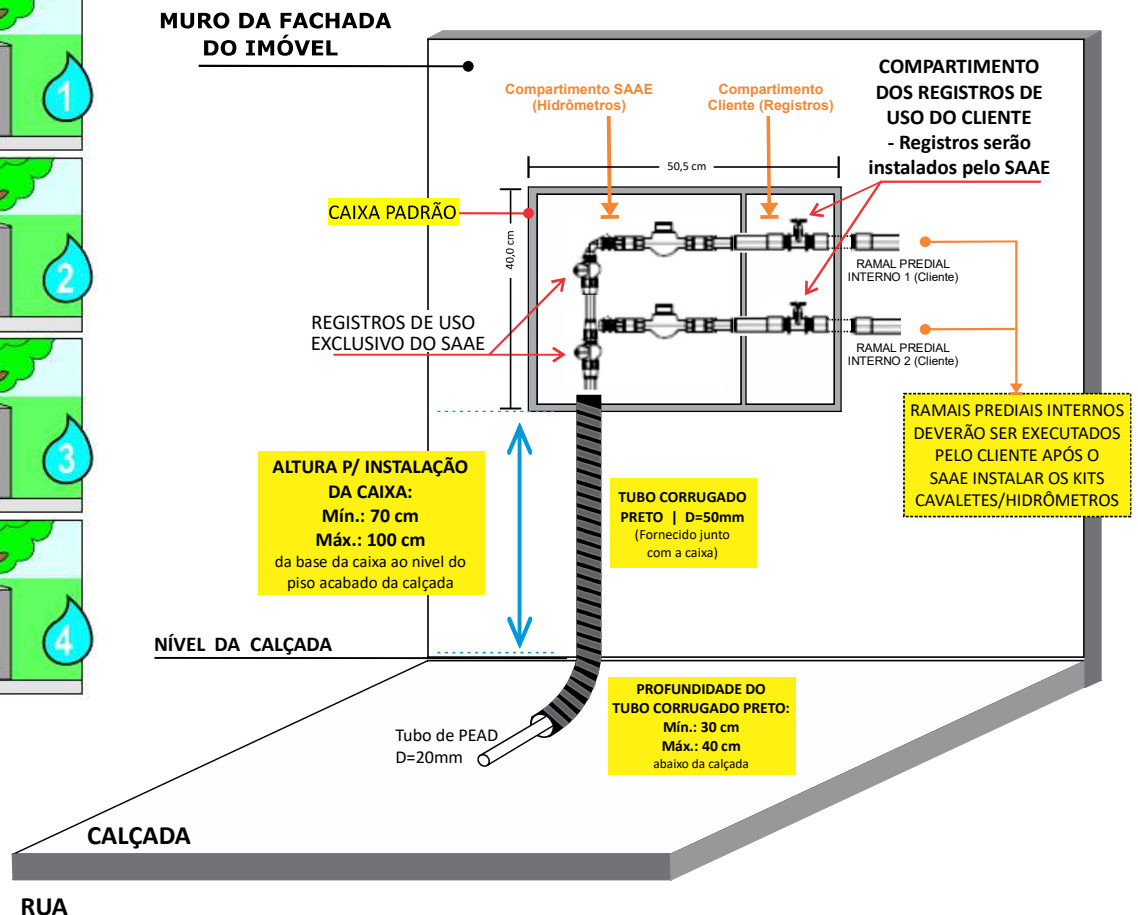 MURO DA FACHADA
DO IMÓVEL
1
2
3
4
Compartimento SAAE
(Hidrômetros)
Compartimento
Cliente (Registros)
COMPARTIMENTO
DOS REGISTROS DE
USO DO CLIENTE
- Registros serão
instalados pelo SAAE
50,5 cm
40,0 cm
CAIXA PADRÃO
RAMAL PREDIAL
INTERNO 1 (Cliente)
REGISTROS DE USO
EXCLUSIVO DO SAAE
RAMAL PREDIAL
INTERNO 2 (Cliente)
RAMAIS PREDIAIS INTERNOS
DEVERÃO SER EXECUTADOS
PELO CLIENTE APÓS O
SAAE INSTALAR OS KITS
CAVALETES/HIDRÔMETROS
ALTURA P/ INSTALAÇÃO
DA CAIXA:
Mín.: 70 cm
Máx.: 100 cm
da base da caixa ao nivel do
piso acabado da calçada
TUBO CORRUGADO
PRETO | D=50mm
(Fornecido junto
com a caixa)
NÍVEL DA CALÇADA
PROFUNDIDADE DO
TUBO CORRUGADO PRETO:
Mín.: 30 cm
Máx.: 40 cm
abaixo da calçada
Tubo de PEAD
D=20mm
CALÇADA
RUA